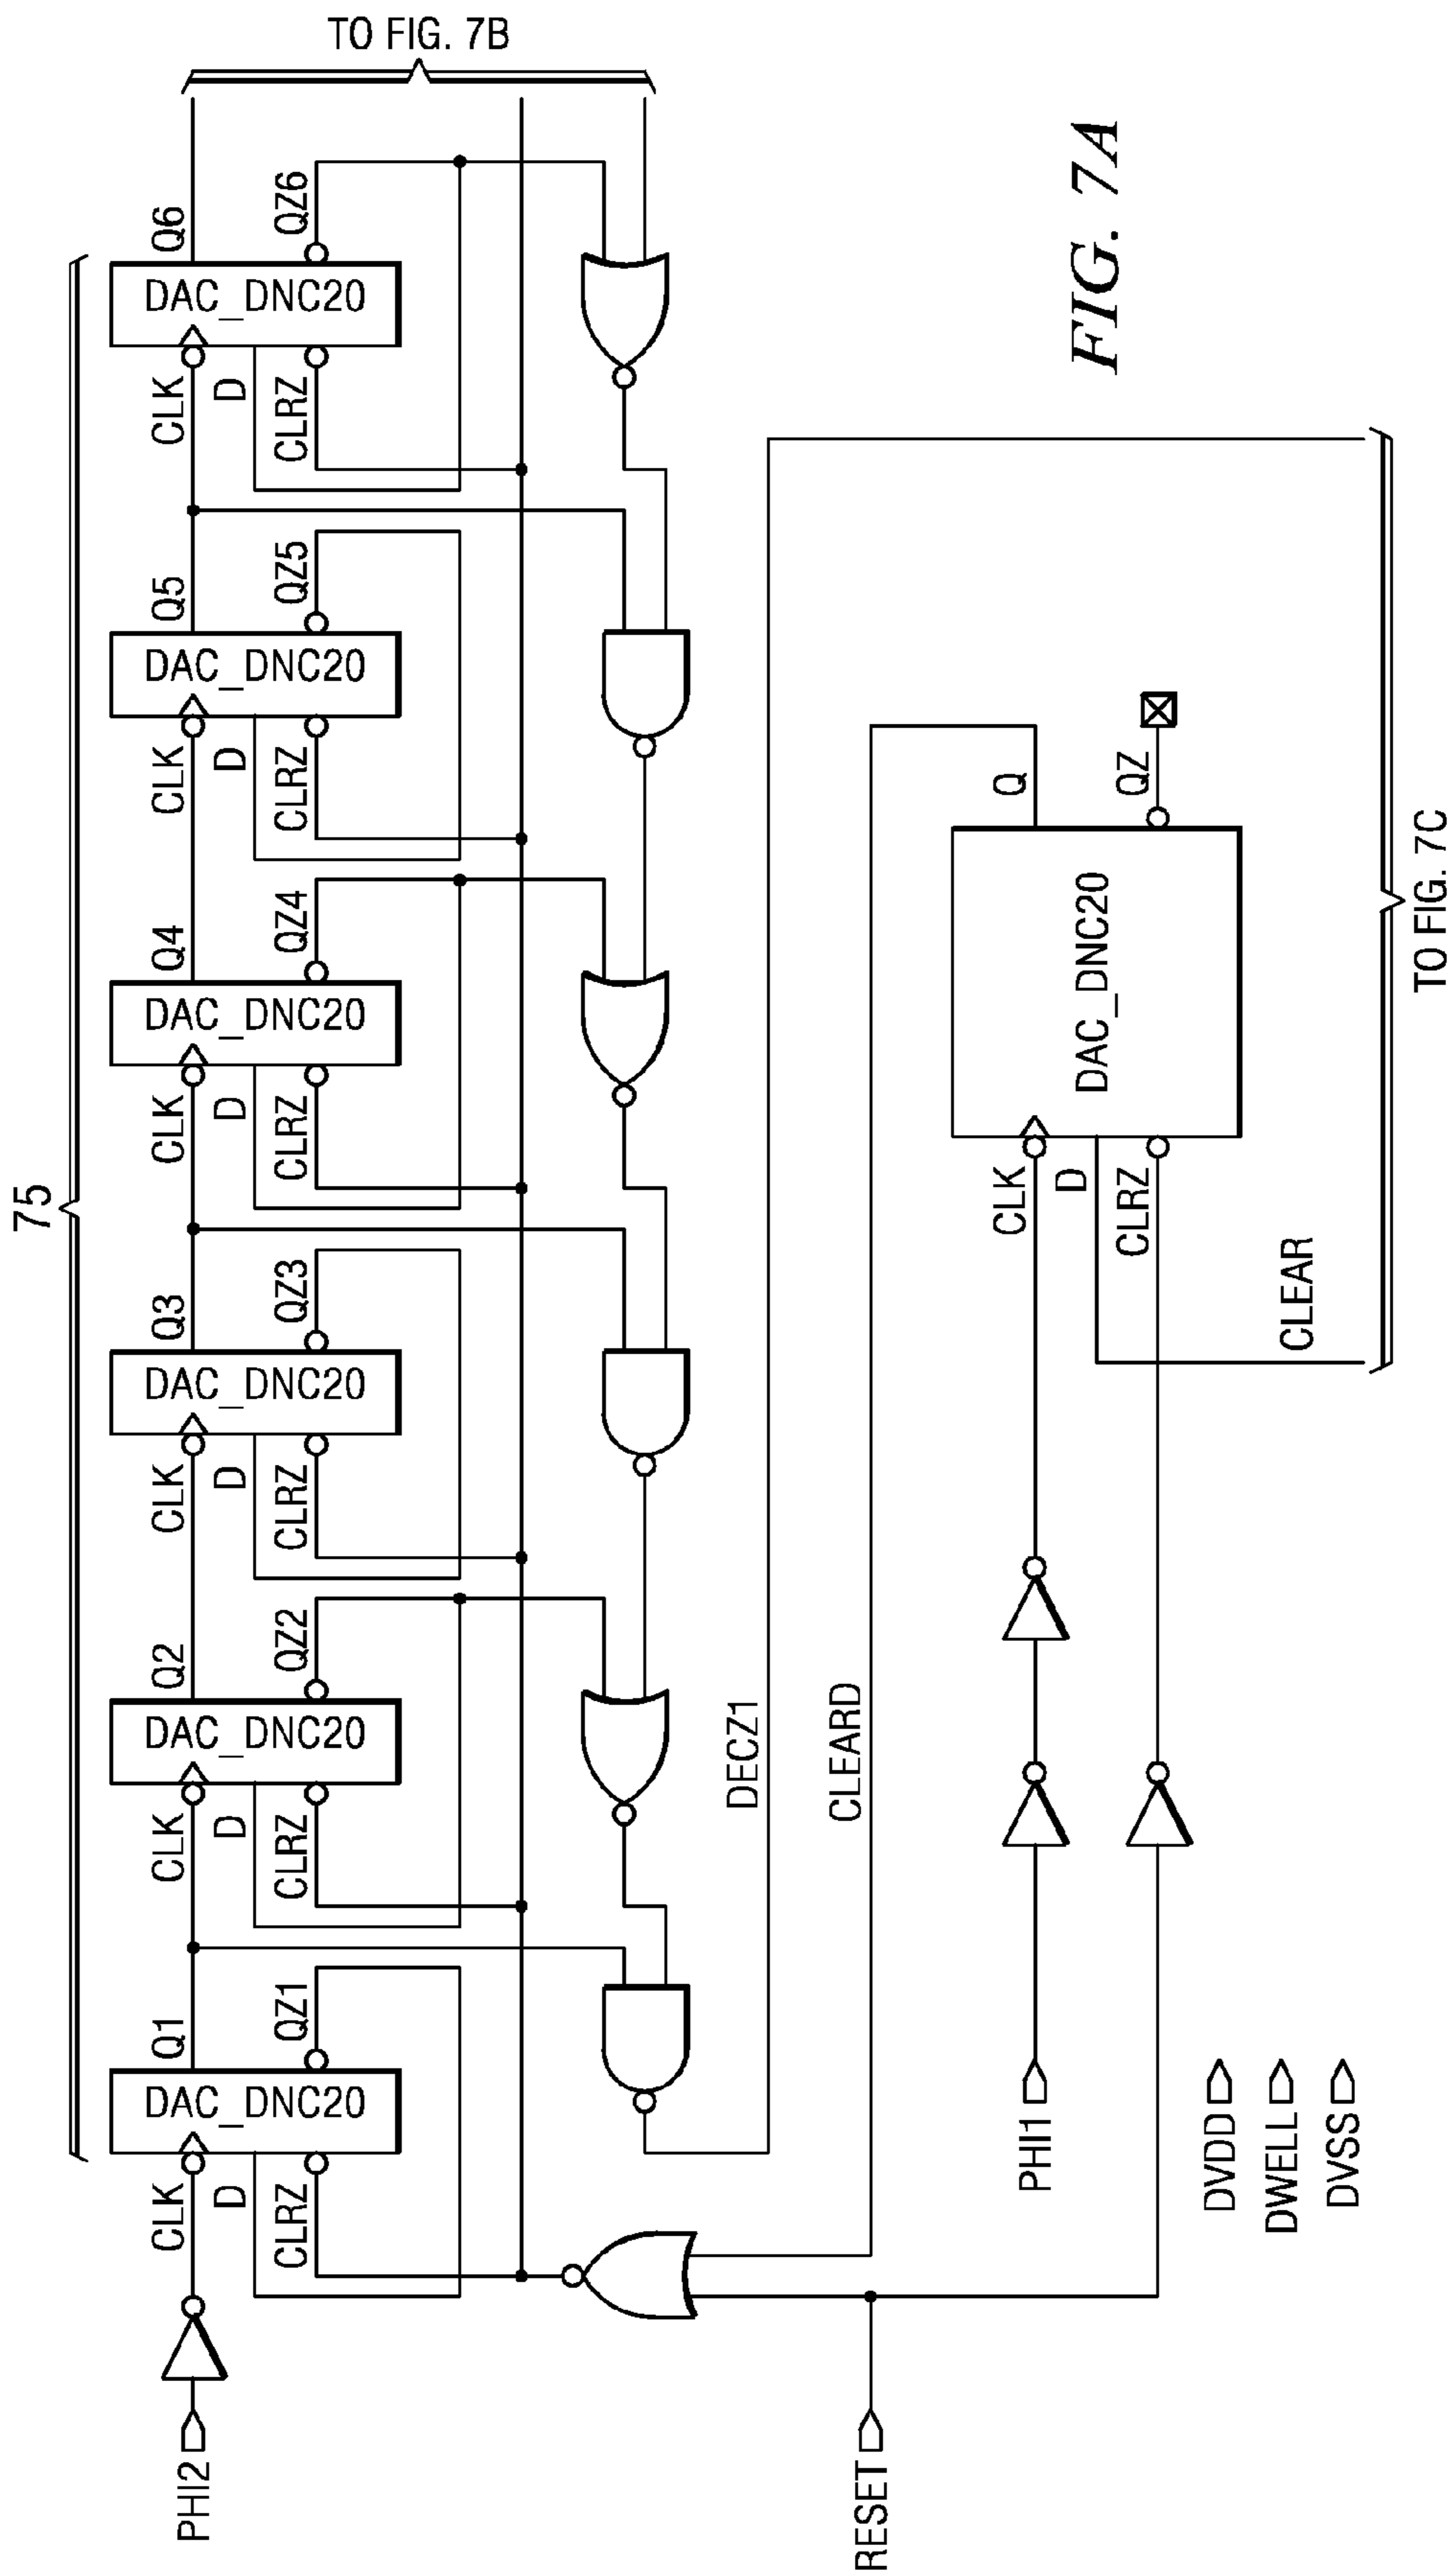 TO FIG. 7B
75
Q6
QZ6
DAC_DNC20
CLK
D
CLRZ
Q5
QZ5
DAC_DNC20
CLK
D
CLRZ
Q4
QZ4
DAC_DNC20
CLK
D
CLRZ
Q3
QZ3
DAC_DNC20
CLK
D
CLRZ
Q2
QZ2
DAC_DNC20
CLK
D
CLRZ
Q1
QZ1
DAC_DNC20
CLK
D
CLRZ
PHI2
FIG. 7A
DECZ1
CLEARD
Q
QZ
DAC_DNC20
CLK
D
CLRZ
CLEAR
TO FIG. 7C
PHI1
RESET
DVDD
DWELL
DVSS